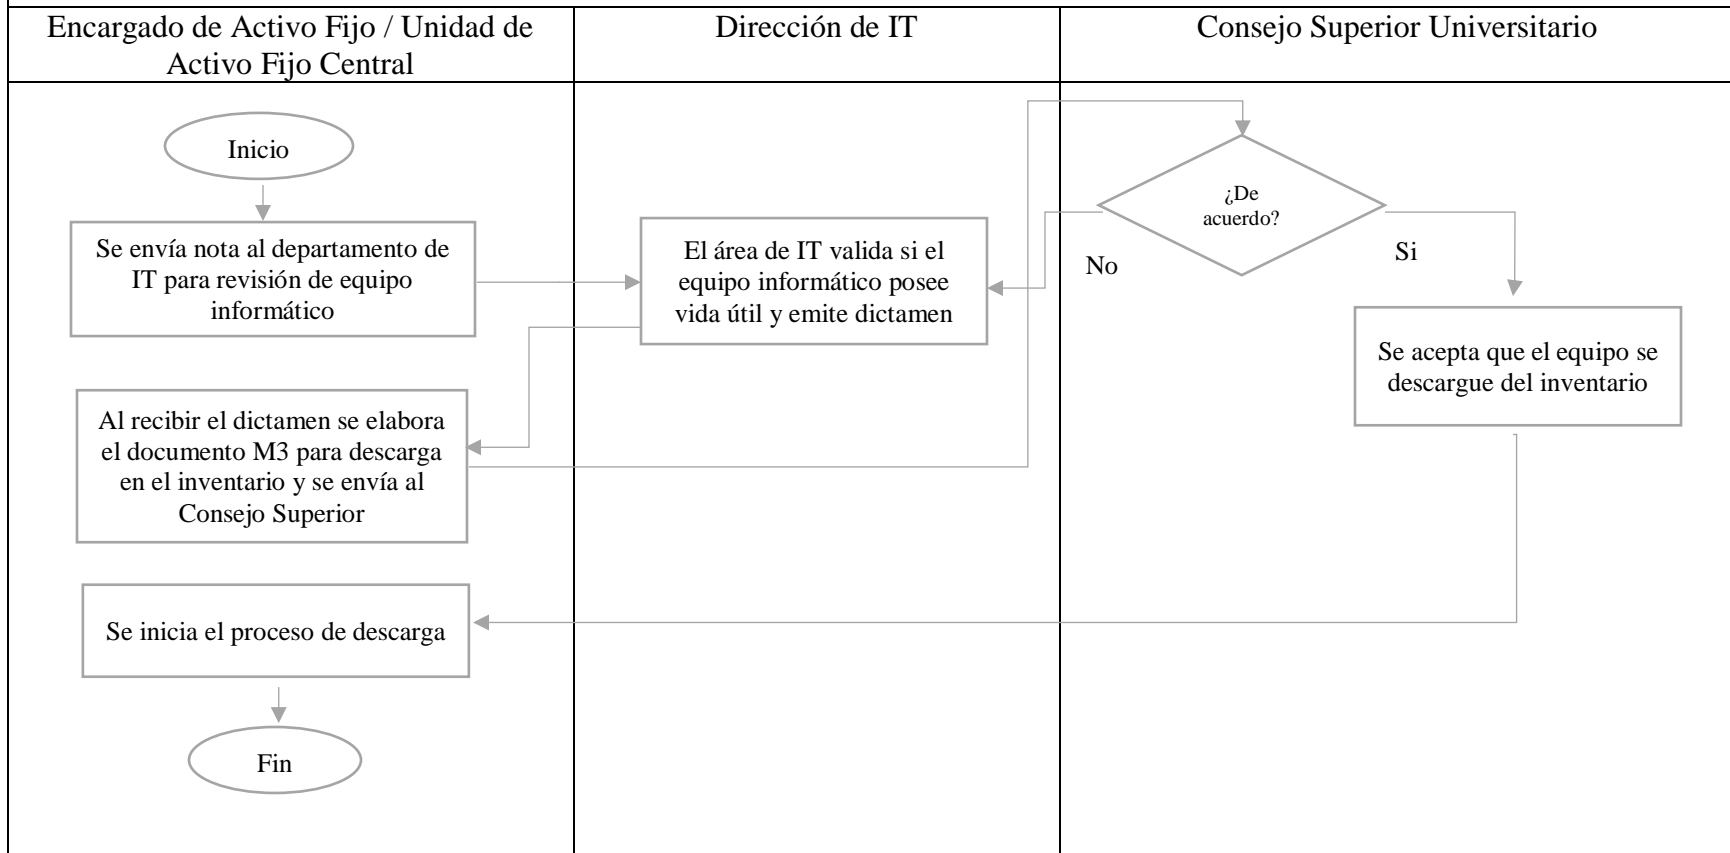 Encargado de Activo Fijo / Unidad de
Activo Fijo Central
Dirección de IT
Consejo Superior Universitario
Inicio
Se envía nota al departamento de
IT para revisión de equipo
informático
El área de IT valida si el
equipo informático posee
vida útil y emite dictamen
¿De
acuerdo?
No
Si
Se acepta que el equipo se
descargue del inventario
Al recibir el dictamen se elabora
el documento M3 para descarga
en el inventario y se envía al
Consejo Superior
Se inicia el proceso de descarga
Fin